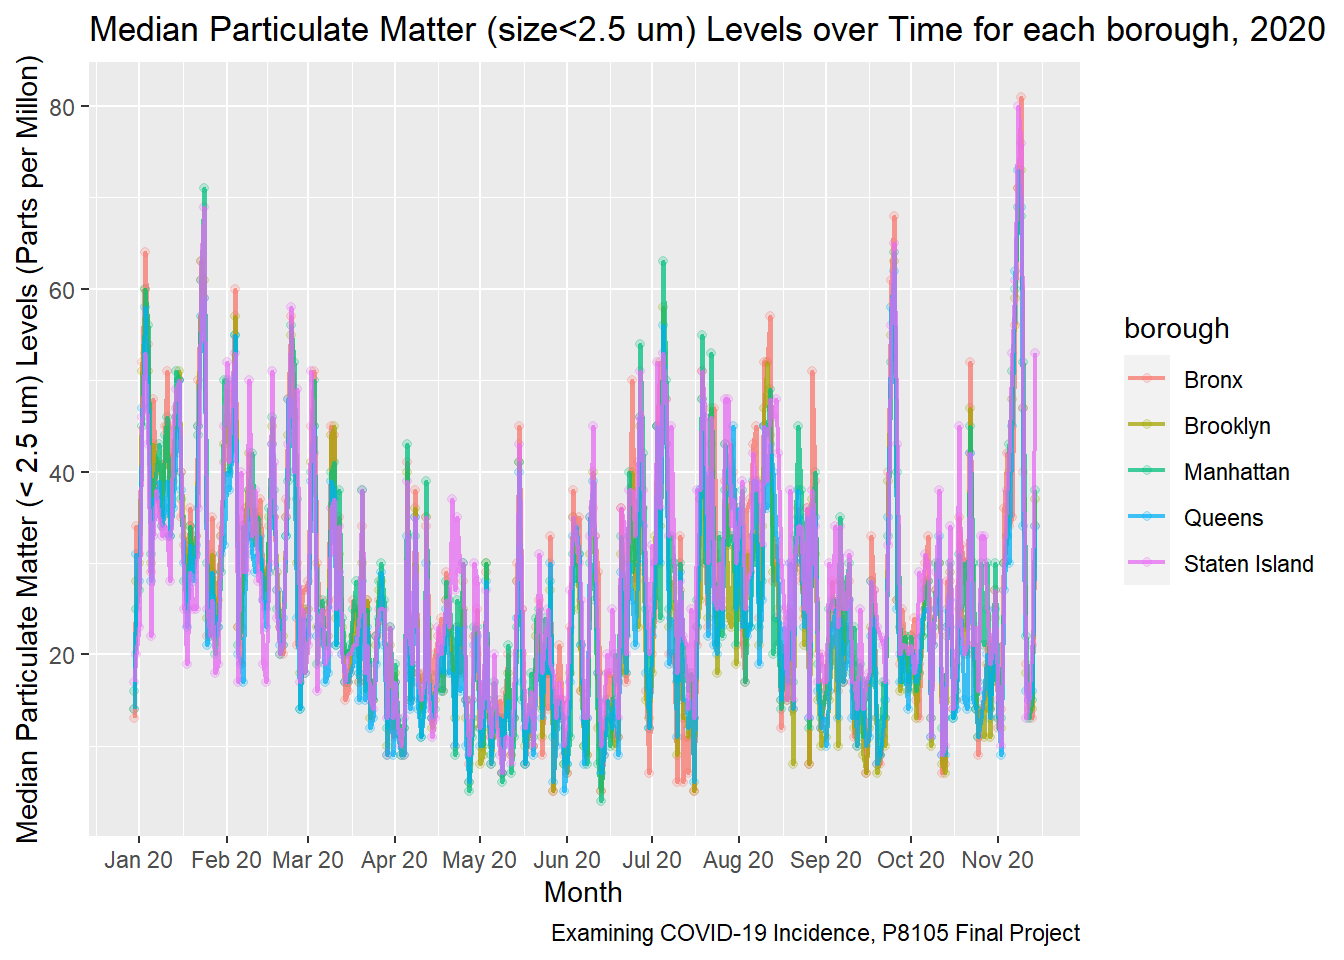 Median Particulate Matter (size<2.5 um) Levels over Time for each borough, 2020
Median Particulate Matter (< 2.5 um) Levels (Parts per Millon)
80
60
40
20
Jan 20 Feb 20 Mar 20 Apr 20 May 20 Jun 20 Jul 20 Aug 20 Sep 20 Oct 20 Nov 20
Month
borough
Bronx
Brooklyn
Manhattan
Queens
Staten Island
Examining COVID-19 Incidence, P8105 Final Project